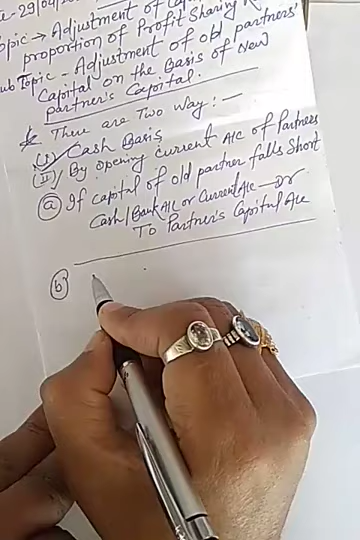 -29/04/20
Topic → Adjustment of Cap
proportion of Profit Sharing R
Sub Topic - Adjustment of old partners'
Capital on the Basis of New
partner's Capital.
* There are Two Way: —
(i) Cash Basis
(ii) By opening current A/c of Partners
(a) If capital of old partner falls Short
Cash/Bank A/c or Current A/c — Dr
To Partner's Capital A/c
(b)